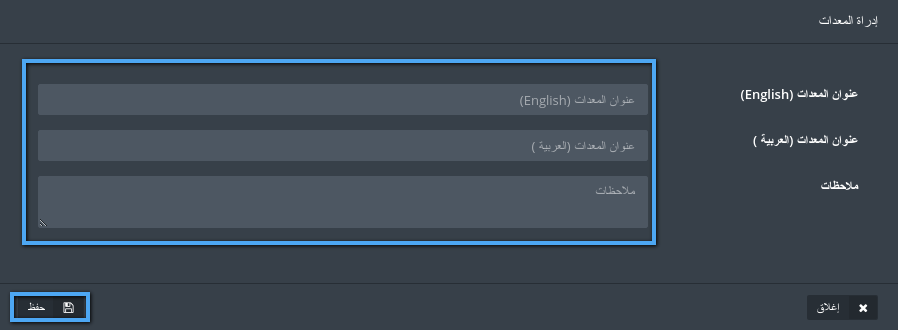 إدراة المعدات
عنوان المعدات (English)
عنوان المعدات (English)
عنوان المعدات (العربية )
عنوان المعدات (العربية )
ملاحظات
ملاحظات
إغلاق
حفظ